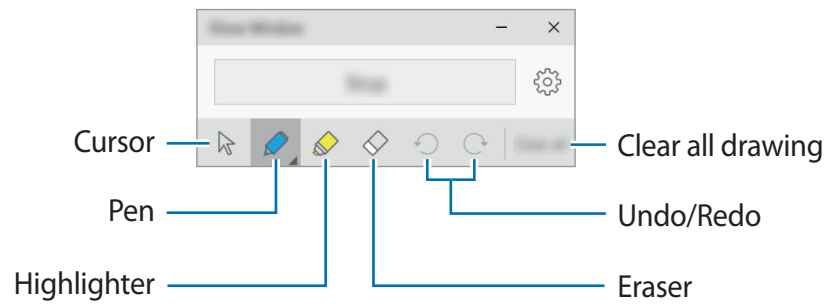 Cursor
Clear all drawing
Pen
Undo/Redo
Highlighter
Eraser